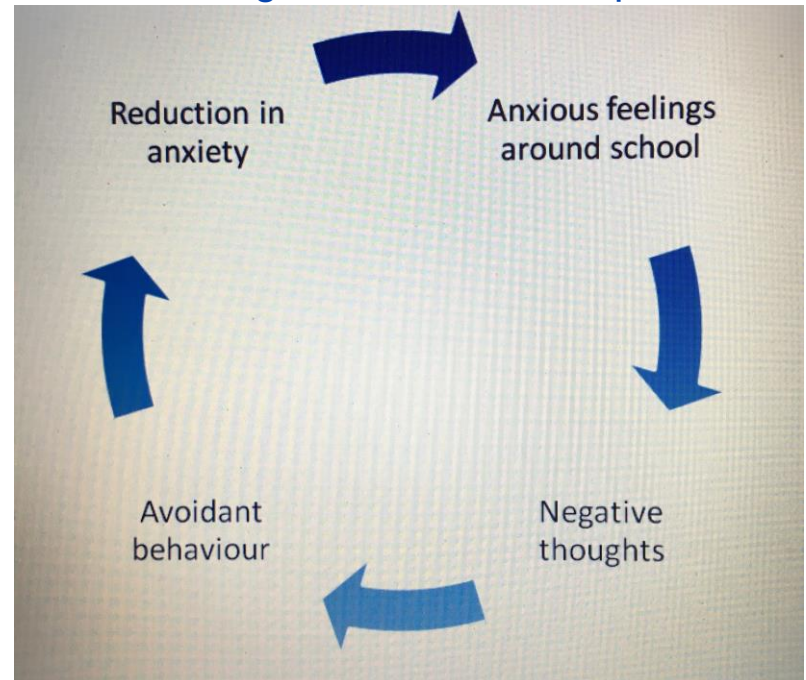 Anxious feelings
around school
Negative
thoughts
Avoidant
behaviour
Reduction in
anxiety